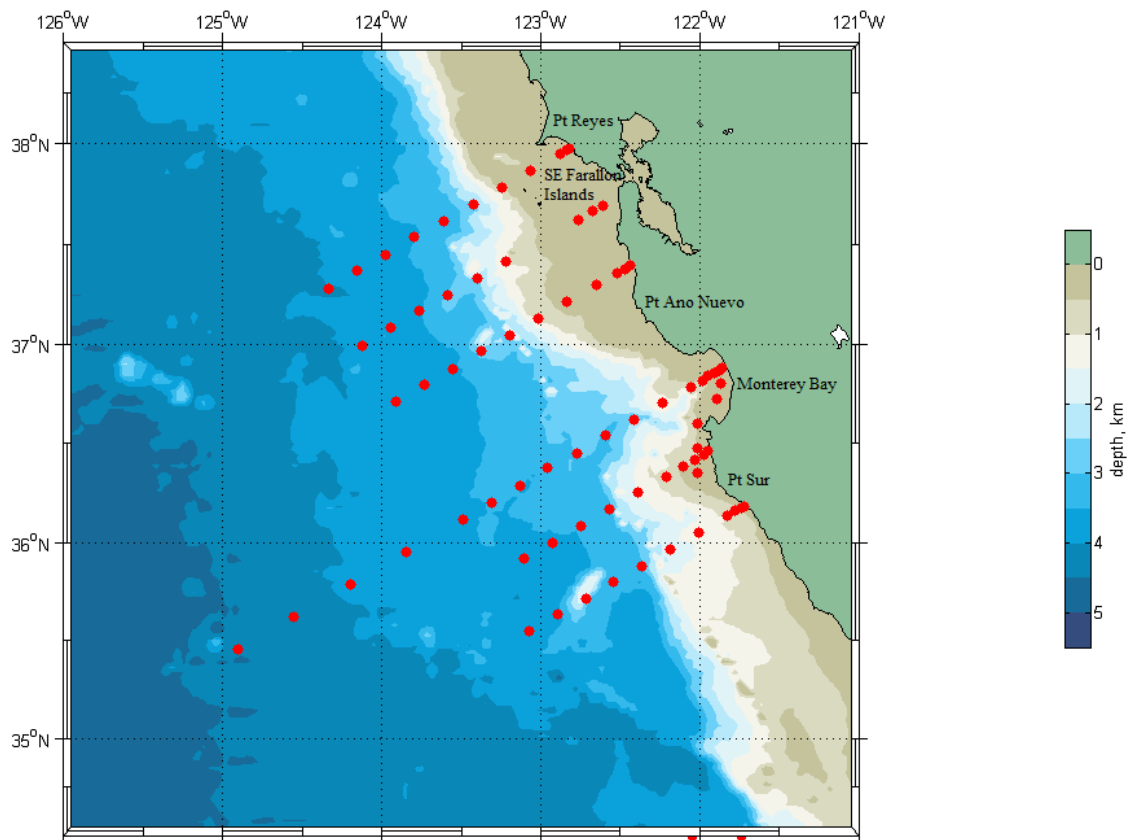 126°W 125°W 124°W 123°W 122°W 121°W
38°N
37°N
36°N
35°N
Pt Reyes
SE Farallon
Islands
Pt Ano Nuevo
Monterey Bay
Pt Sur
0
1
2
3
4
5
depth, km